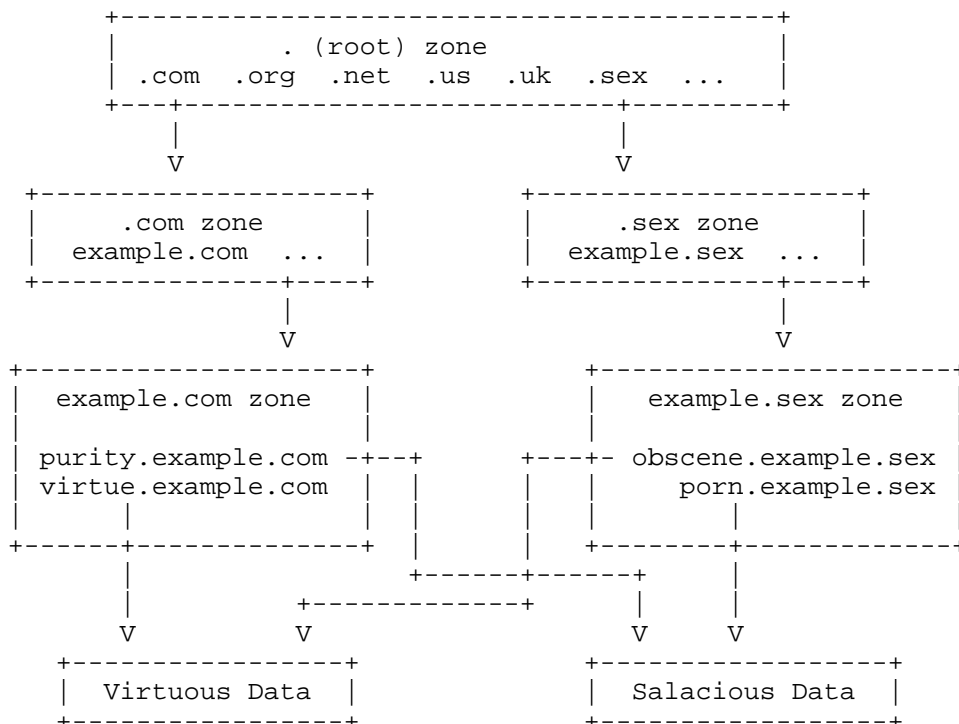 . (root) zone
.com .org .net .us .uk .sex ...
V V
.com zone .sex zone
example.com ... example.sex ...
V V
example.com zone example.sex zone
purity.example.com obscene.example.sex
virtue.example.com porn.example.sex
V V V V
Virtuous Data Salacious Data